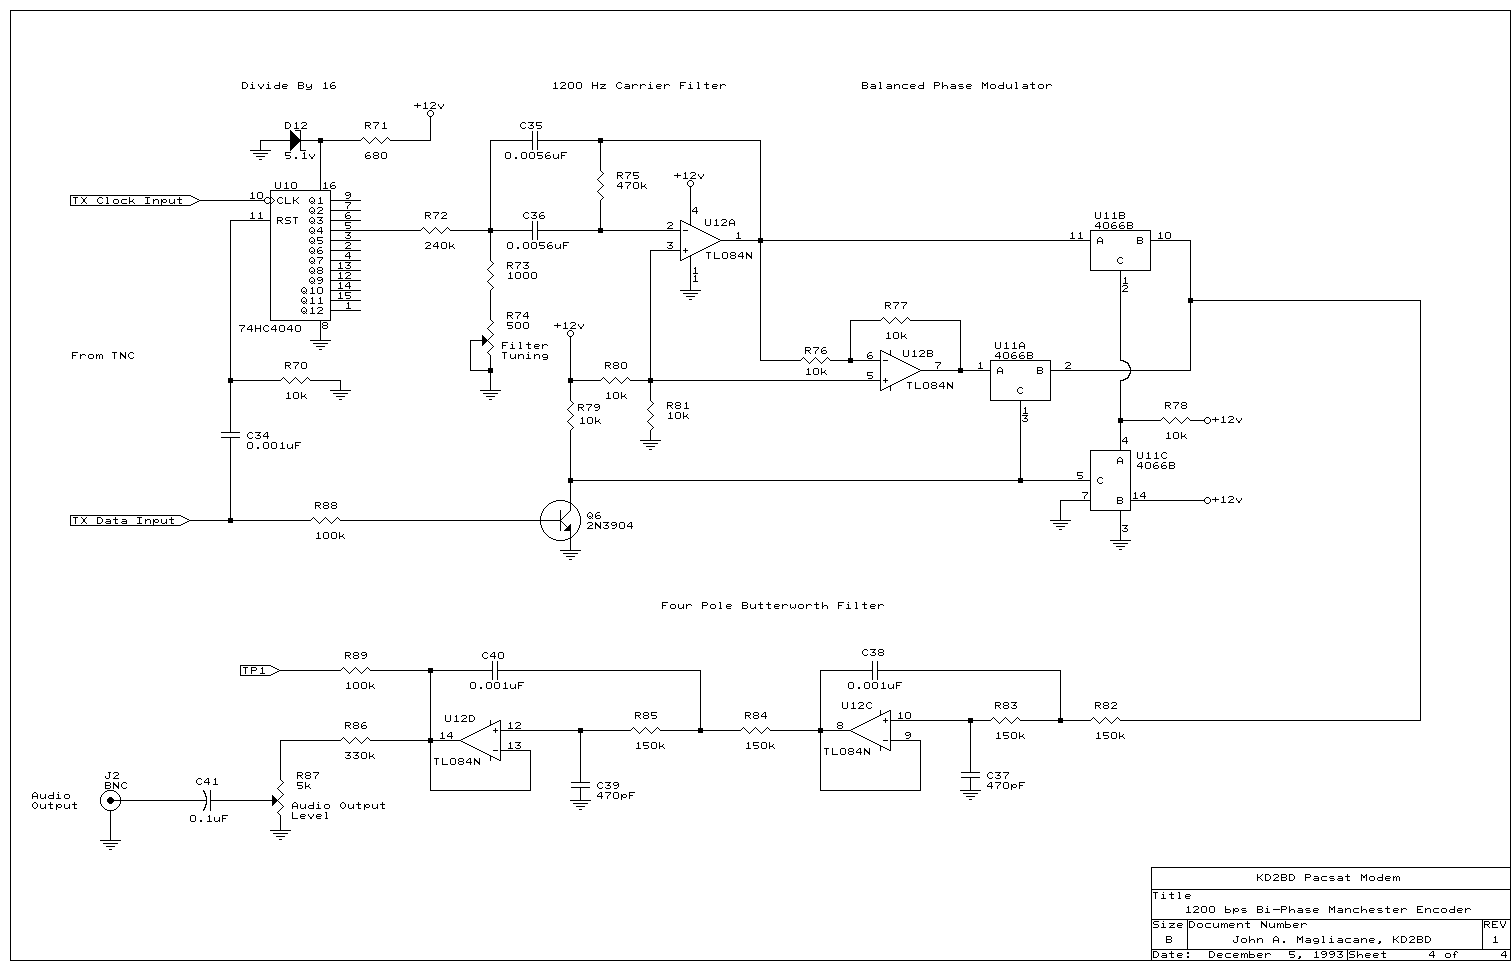 Divide By 16
1200 Hz Carrier Filter
Balanced Phase Modulator
+12v
D12
5.1v
R71
680
C35
0.0056uF
R75
470k
+12v
TX Clock Input
U10
16
10
CLK
11
RST
Q1 9
Q2 7
Q3 6
Q4 5
Q5 3
Q6 2
Q7 4
Q8 13
Q9 12
Q10 14
Q11 15
Q12 1
8
74HC4040
R72
240k
C36
0.0056uF
R73
1000
R74
500
Filter
Tuning
2
3
4
U12A
1
TL084N
11
U11B
4066B
11
A
B
10
C
12
R77
10k
+12v
From TNC
R76
10k
6
5
U12B
7
TL084N
U11A
4066B
1
A
B
2
C
13
R70
10k
R80
10k
R79
10k
R81
10k
R78
10k
+12v
C34
0.001uF
4
U11C
4066B
A
5
C
7
B
14
+12v
3
TX Data Input
R88
100k
Q6
2N3904
Four Pole Butterworth Filter
TP1
R89
100k
C40
0.001uF
C38
0.001uF
R86
330k
U12D
14
TL084N
12
13
R85
150k
R84
150k
U12C
8
TL084N
10
9
R83
150k
R82
150k
C39
470pF
C37
470pF
J2
BNC
Audio
Output
C41
0.1uF
R87
5k
Audio Output
Level
KD2BD Pacsat Modem
Title
1200 bps Bi-Phase Manchester Encoder
Size Document Number REV
B John A. Magliacane, KD2BD 1
Date: December 5, 1993 Sheet 4 of 4